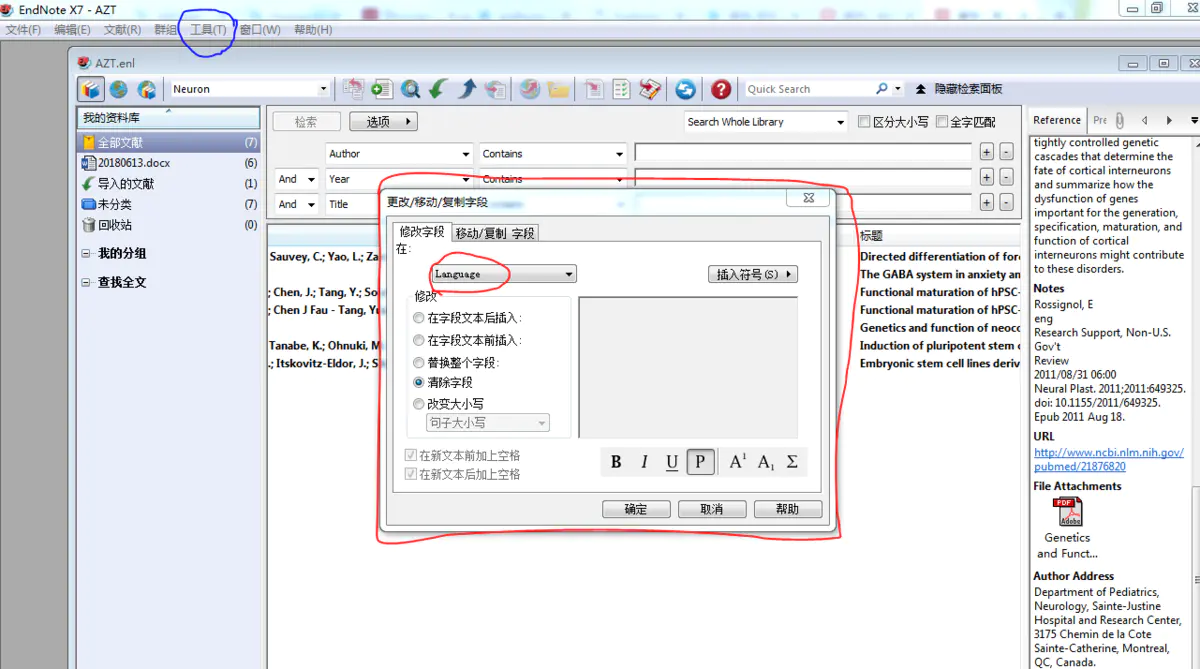 EndNote X7 - AZT
文件(F) 编辑(E) 文献(R) 群组 工具(T) 窗口(W) 帮助(H)
AZT.enl
Neuron
Quick Search
隐藏检索面板
我的资料库
全部文献 (7)
20180613.docx (6)
导入的文献 (1)
未分类 (7)
回收站 (0)
我的分组
查找全文
检索
选项
Search Whole Library
区分大小写
全字匹配
Author
Contains
+ -
And
Year
Contains
+ -
And
Title
+ -
标题
Sauvey, C.; Yao, L.; Za
Directed differentiation of for
The GABA system in anxiety an
; Chen, J.; Tang, Y.; So
Functional maturation of hPSC-
; Chen J Fau - Tang, Y
Functional maturation of hPSC-
Genetics and function of neoco
Tanabe, K.; Ohnuki, M
Induction of pluripotent stem
.; Itskovitz-Eldor, J.; S
Embryonic stem cell lines deriv
更改/移动/复制字段
修改字段
移动/复制 字段
在:
Language
插入符号(S)
修改
在字段文本后插入:
在字段文本前插入:
替换整个字段:
清除字段
改变大小写
句子大小写
在新文本前加上空格
在新文本后加上空格
B I U P A¹ A₁ Σ
确定
取消
帮助
Reference
Pre
tightly controlled genetic
cascades that determine the
fate of cortical interneurons
and summarize how the
dysfunction of genes
important for the generation,
specification, maturation, and
function of cortical
interneurons might contribute
to these disorders.
Notes
Rossignol, E
eng
Research Support, Non-U.S.
Gov't
Review
2011/08/31 06:00
Neural Plast. 2011;2011:649325.
doi: 10.1155/2011/649325.
Epub 2011 Aug 18.
URL
http://www.ncbi.nlm.nih.gov/
pubmed/21876820
File Attachments
PDF
Adobe
Genetics
and Funct...
Author Address
Department of Pediatrics,
Neurology, Sainte-Justine
Hospital and Research Center,
3175 Chemin de la Cote
Sainte-Catherine, Montreal,
QC, Canada.